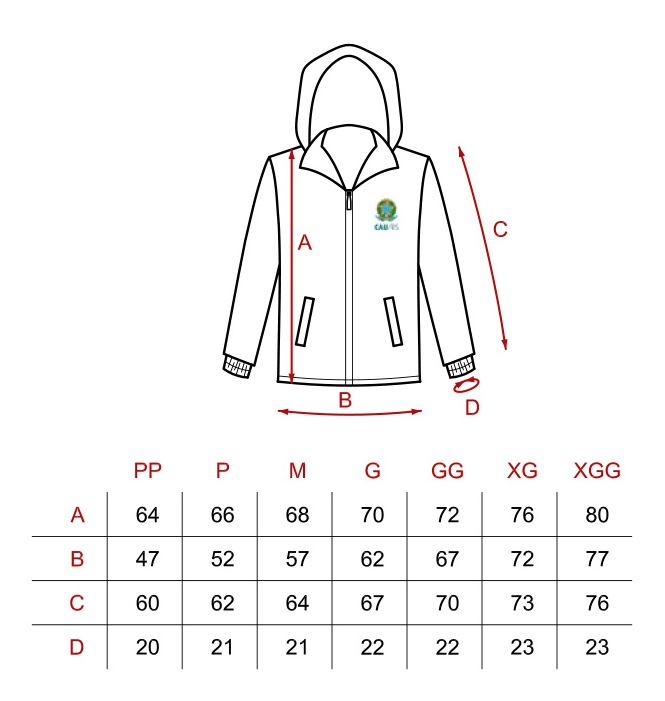 CAU/RS
A
C
B
D
PP P M G GG XG XGG
A 64 66 68 70 72 76 80
B 47 52 57 62 67 72 77
C 60 62 64 67 70 73 76
D 20 21 21 22 22 23 23